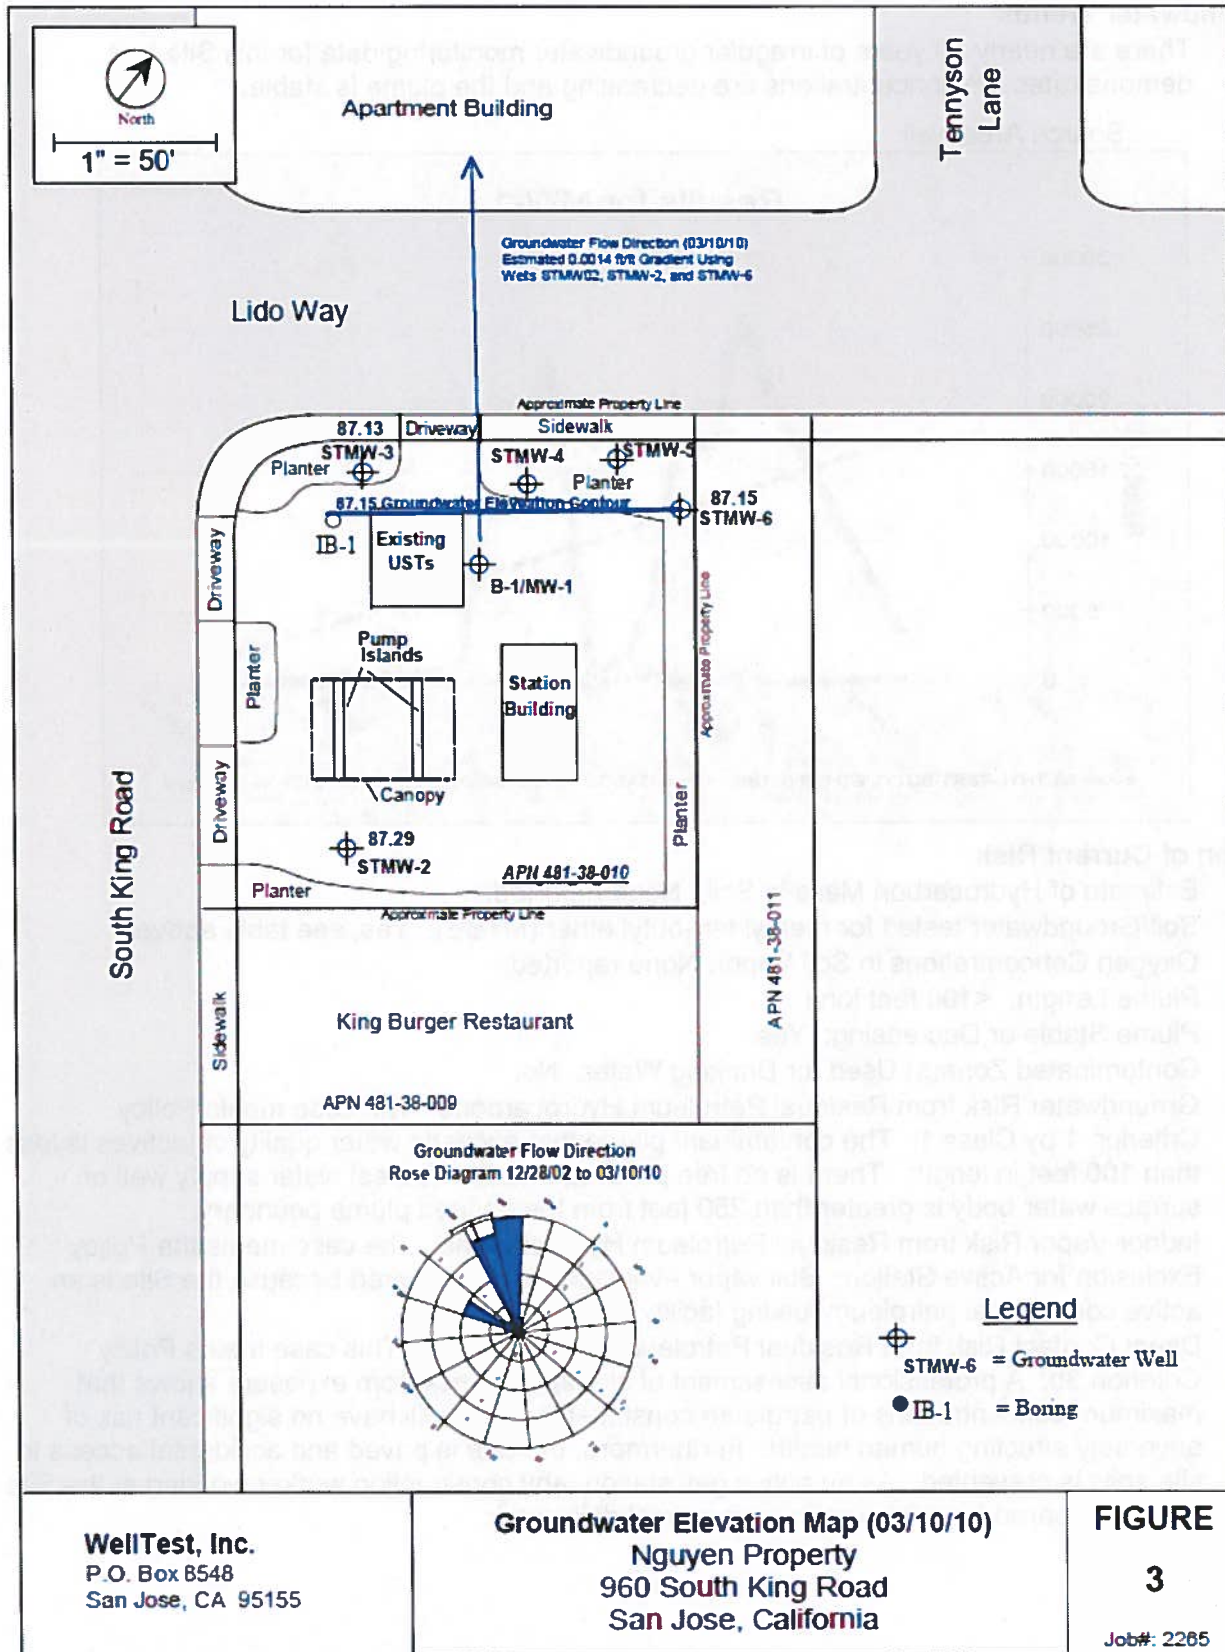 North
1" = 50'
Apartment Building
Tennyson
Lane
Groundwater Flow Direction (03/10/10)
Estimated 0.0014 ft/ft Gradient Using
Wells STMW02, STMW-2, and STMW-6
Lido Way
Approximate Property Line
87.13
Driveway
Sidewalk
STMW-3
STMW-4
STMW-5
Planter
Planter
87.15 Groundwater Elevation Contour
87.15
STMW-6
IB-1
Existing
USTs
B-1/MW-1
Driveway
Approximate Property Line
Planter
Pump
Islands
Station
Building
Canopy
Driveway
Planter
87.29
STMW-2
APN 481-38-010
Planter
Approximate Property Line
South King Road
Sidewalk
APN 481-38-011
King Burger Restaurant
APN 481-38-009
Groundwater Flow Direction
Rose Diagram 12/28/02 to 03/10/10
Legend
STMW-6 = Groundwater Well
IB-1 = Boring
WellTest, Inc.
P.O. Box 8548
San Jose, CA 95155
Groundwater Elevation Map (03/10/10)
Nguyen Property
960 South King Road
San Jose, California
FIGURE
3
Job#: 2265